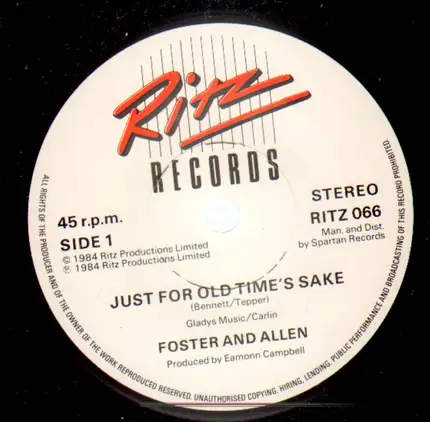 Ritz
RECORDS
45 r.p.m.
SIDE 1
© 1984 Ritz Productions Limited
℗ 1984 Ritz Productions Limited
STEREO
RITZ 066
Man. and Dist.
by Spartan Records
JUST FOR OLD TIME'S SAKE
(Bennett/Tepper)
Gladys Music/Carlin
FOSTER AND ALLEN
Produced by Eamonn Campbell
ALL RIGHTS OF THE PRODUCER AND OF THE OWNER OF THE WORK REPRODUCED RESERVED. UNAUTHORISED COPYING, HIRING, LENDING, PUBLIC PERFORMANCE AND BROADCASTING OF THIS RECORD PROHIBITED.